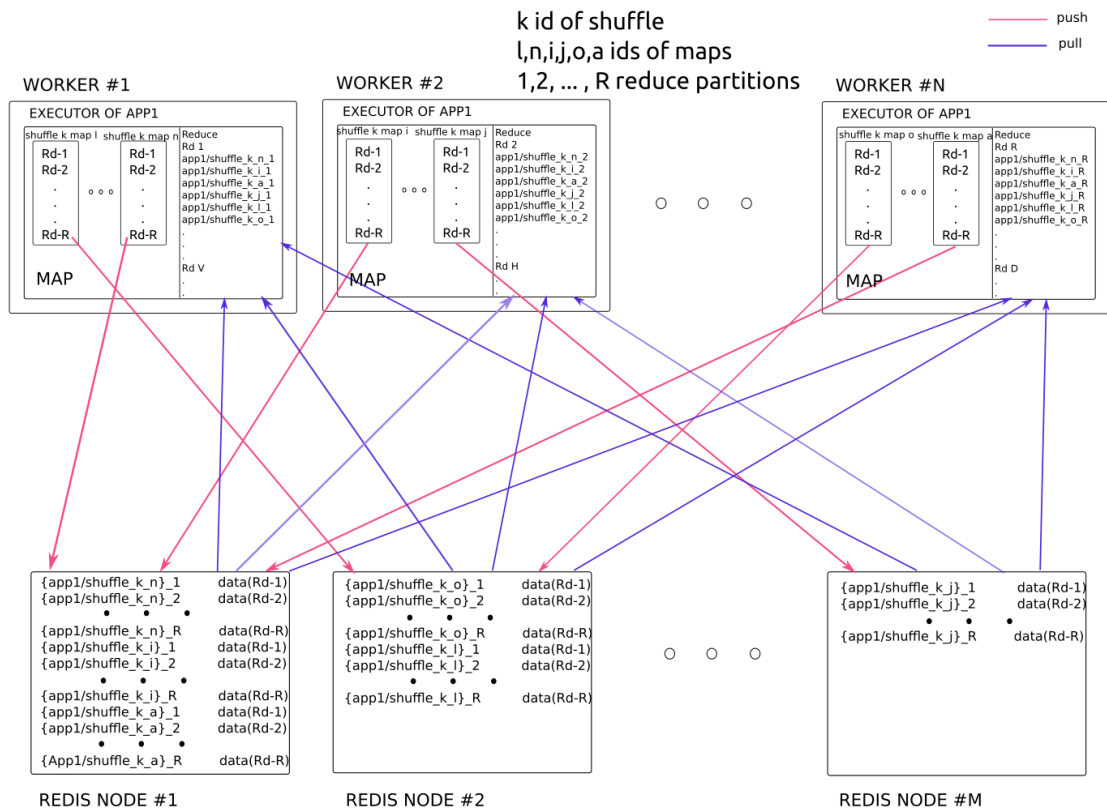 k id of shuffle
l,n,i,j,o,a ids of maps
1,2, ... , R reduce partitions
push
pull
WORKER #1
EXECUTOR OF APP1
shuffle k map l
shuffle k map n
Rd-1
Rd-2
.
.
Rd-R
Rd-1
Rd-2
.
.
Rd-R
MAP
Reduce
Rd 1
app1/shuffle_k_n_1
app1/shuffle_k_i_1
app1/shuffle_k_a_1
app1/shuffle_k_j_1
app1/shuffle_k_l_1
app1/shuffle_k_o_1
.
.
.
Rd V
.
.
WORKER #2
EXECUTOR OF APP1
shuffle k map i
shuffle k map j
Rd-1
Rd-2
.
.
Rd-R
Rd-1
Rd-2
.
.
Rd-R
MAP
Reduce
Rd 2
app1/shuffle_k_n_2
app1/shuffle_k_i_2
app1/shuffle_k_a_2
app1/shuffle_k_j_2
app1/shuffle_k_l_2
app1/shuffle_k_o_2
.
.
.
Rd H
.
.
WORKER #N
EXECUTOR OF APP1
shuffle k map o
shuffle k map a
Rd-1
Rd-2
.
.
Rd-R
Rd-1
Rd-2
.
.
Rd-R
MAP
Reduce
Rd R
app1/shuffle_k_n_R
app1/shuffle_k_i_R
app1/shuffle_k_a_R
app1/shuffle_k_j_R
app1/shuffle_k_l_R
app1/shuffle_k_o_R
.
.
.
Rd D
.
.
{app1/shuffle_k_n}_1 data(Rd-1)
{app1/shuffle_k_n}_2 data(Rd-2)
• • •
{app1/shuffle_k_n}_R data(Rd-R)
{app1/shuffle_k_i}_1 data(Rd-1)
{app1/shuffle_k_i}_2 data(Rd-2)
• • •
{app1/shuffle_k_i}_R data(Rd-R)
{app1/shuffle_k_a}_1 data(Rd-1)
{app1/shuffle_k_a}_2 data(Rd-2)
• • •
{App1/shuffle_k_a}_R data(Rd-R)
REDIS NODE #1
{app1/shuffle_k_o}_1 data(Rd-1)
{app1/shuffle_k_o}_2 data(Rd-2)
• • •
{app1/shuffle_k_o}_R data(Rd-R)
{app1/shuffle_k_l}_1 data(Rd-1)
{app1/shuffle_k_l}_2 data(Rd-2)
• • •
{app1/shuffle_k_l}_R data(Rd-R)
REDIS NODE #2
{app1/shuffle_k_j}_1 data(Rd-1)
{app1/shuffle_k_j}_2 data(Rd-2)
• • •
{app1/shuffle_k_j}_R data(Rd-R)
REDIS NODE #M